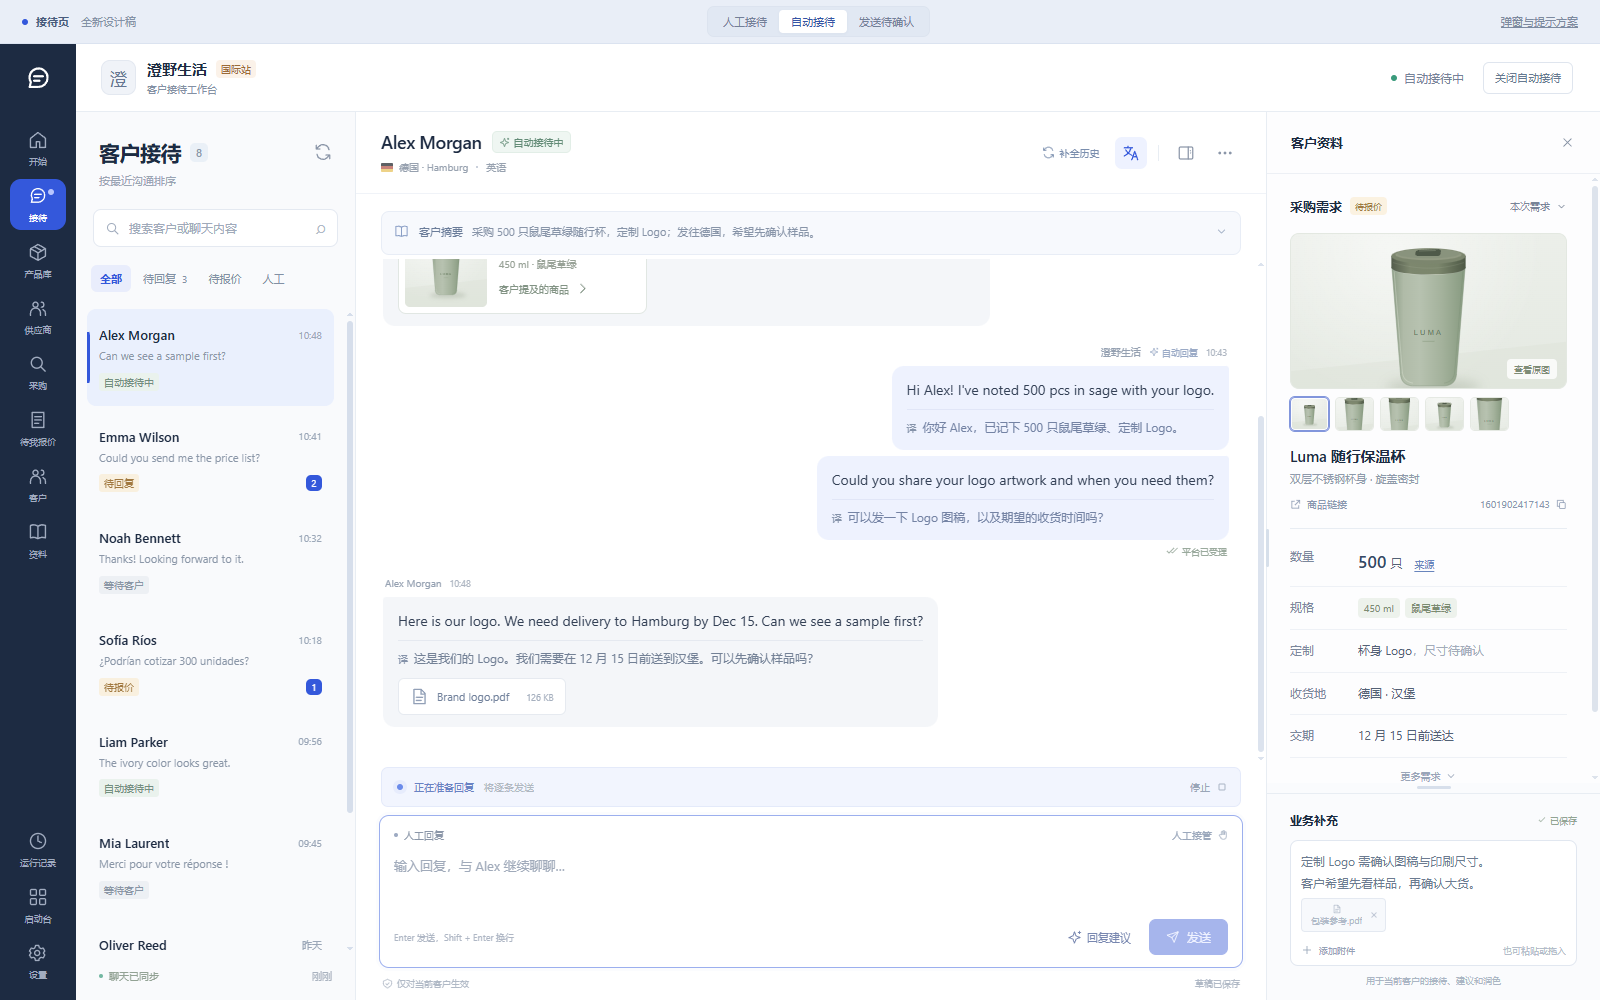 接待页 全新设计稿
人工接待 自动接待 发送待确认
弹窗与提示方案
澄
澄野生活 国际站
客户接待工作台
自动接待中 关闭自动接待
开始
接待
产品库
供应商
采购
待我报价
客户
资料
运行记录
启动台
设置
客户接待 8
按最近沟通排序
搜索客户或聊天内容
全部 待回复 3 待报价 人工
Alex Morgan 10:48
Can we see a sample first?
自动接待中
Emma Wilson 10:41
Could you send me the price list?
待回复 2
Noah Bennett 10:32
Thanks! Looking forward to it.
等待客户
Sofía Ríos 10:18
¿Podrían cotizar 300 unidades?
待报价 1
Liam Parker 09:56
The ivory color looks great.
自动接待中
Mia Laurent 09:45
Merci pour votre réponse !
等待客户
Oliver Reed 昨天
聊天已同步 刚刚
Alex Morgan 自动接待中
德国 · Hamburg · 英语
补全历史
客户摘要 采购 500 只鼠尾草绿随行杯，定制 Logo；发往德国，希望先确认样品。
450 ml · 鼠尾草绿
客户提及的商品
澄野生活 自动回复 10:43
Hi Alex! I've noted 500 pcs in sage with your logo.
译 你好 Alex，已记下 500 只鼠尾草绿、定制 Logo。
Could you share your logo artwork and when you need them?
译 可以发一下 Logo 图稿，以及期望的收货时间吗？
平台已受理
Alex Morgan 10:48
Here is our logo. We need delivery to Hamburg by Dec 15. Can we see a sample first?
译 这是我们的 Logo。我们需要在 12 月 15 日前送到汉堡。可以先确认样品吗？
Brand logo.pdf 126 KB
正在准备回复 将逐条发送 停止
人工回复 人工接管
输入回复，与 Alex 继续聊聊...
Enter 发送，Shift + Enter 换行
回复建议 发送
仅对当前客户生效 草稿已保存
客户资料
采购需求 待报价 本次需求
LUMA
查看原图
Luma 随行保温杯
双层不锈钢杯身 · 旋盖密封
商品链接 1601902417143
数量 500 只 来源
规格 450 ml 鼠尾草绿
定制 杯身 Logo，尺寸待确认
收货地 德国 · 汉堡
交期 12 月 15 日前送达
更多需求
业务补充 已保存
定制 Logo 需确认图稿与印刷尺寸。
客户希望先看样品，再确认大货。
包装参考.pdf
添加附件 也可粘贴或拖入
用于当前客户的接待、建议和润色